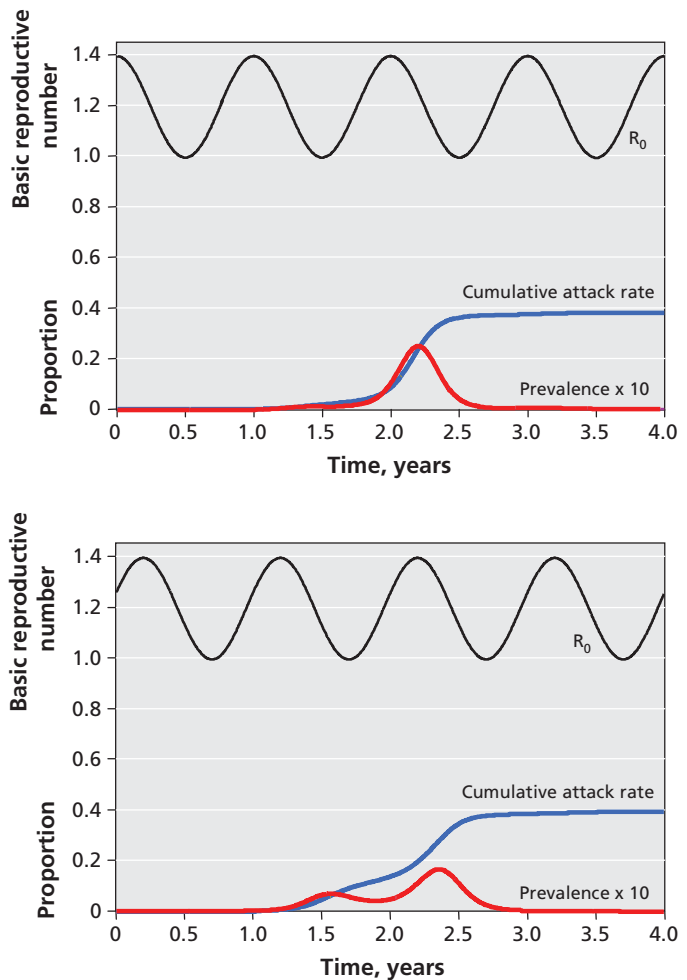 Basic reproductive
number
Proportion
1.4
1.2
1.0
0.8
0.6
0.4
0.2
0
R0
Cumulative attack rate
Prevalence x 10
0 0.5 1.0 1.5 2.0 2.5 3.0 3.5 4.0
Time, years
Basic reproductive
number
Proportion
1.4
1.2
1.0
0.8
0.6
0.4
0.2
0
R0
Cumulative attack rate
Prevalence x 10
0.0 0.5 1.0 1.5 2.0 2.5 3.0 3.5 4.0
Time, years